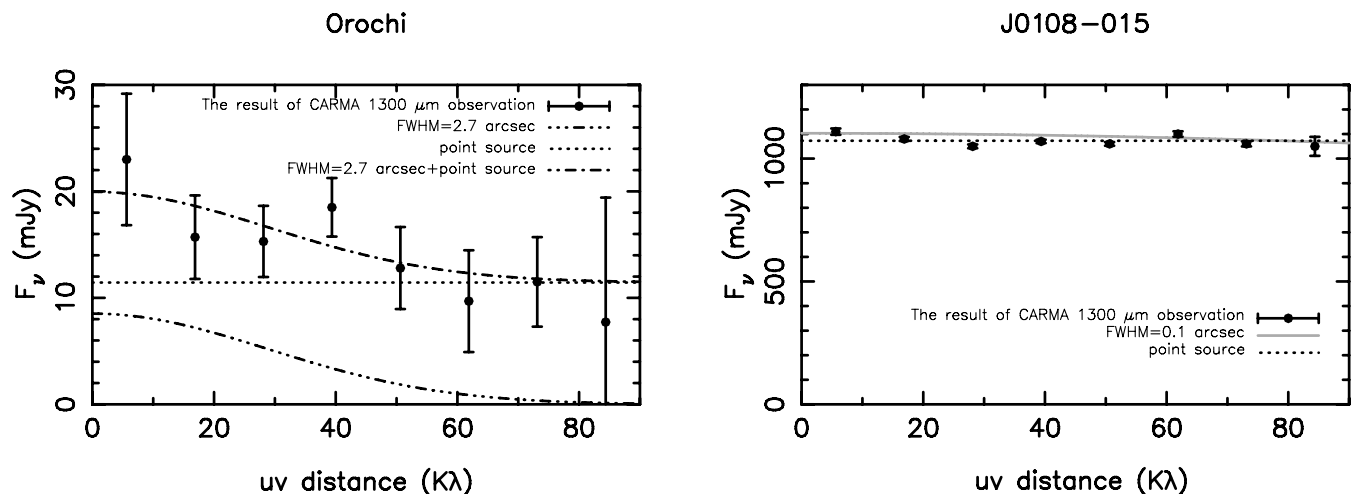 Orochi
30
20
10
0
F𝜈 (mJy)
The result of CARMA 1300 μm observation
FWHM=2.7 arcsec
point source
FWHM=2.7 arcsec+point source
0 20 40 60 80
uv distance (Kλ)
J0108−015
1000
500
0
F𝜈 (mJy)
The result of CARMA 1300 μm observation
FWHM=0.1 arcsec
point source
0 20 40 60 80
uv distance (Kλ)